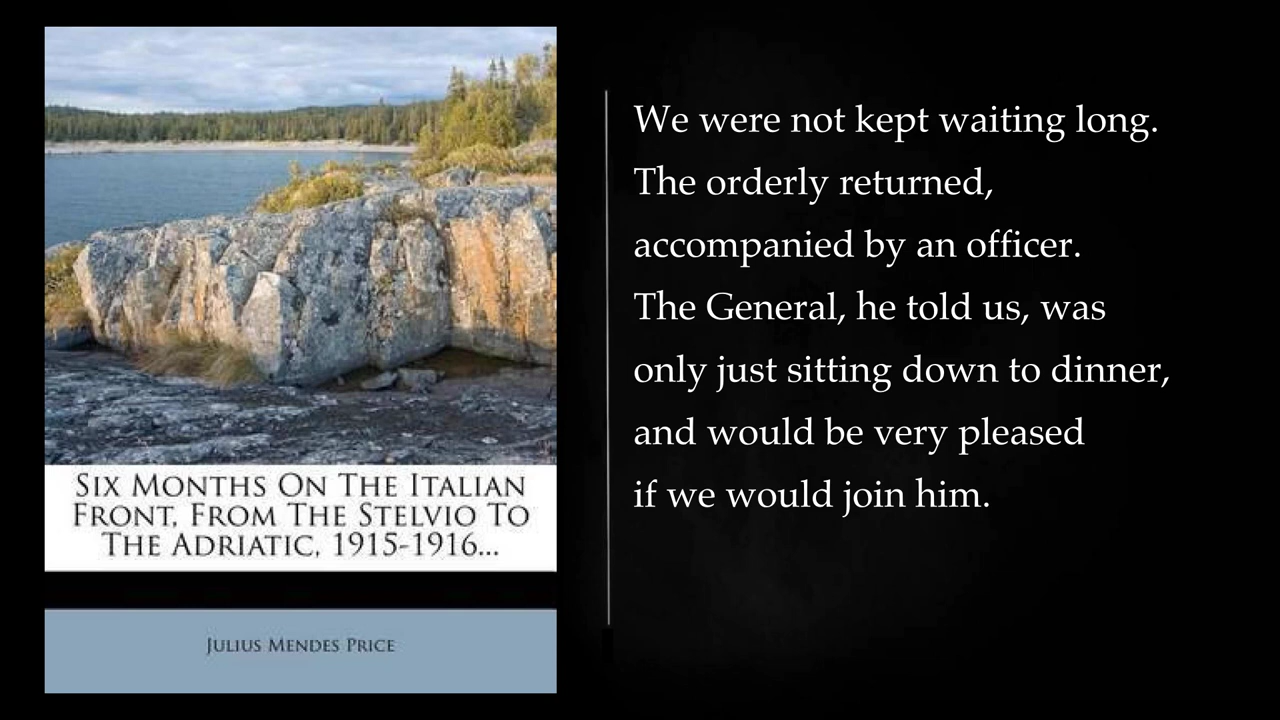 Six Months On The Italian
Front, From The Stelvio To
The Adriatic, 1915-1916...
Julius Mendes Price
We were not kept waiting long.
The orderly returned,
accompanied by an officer.
The General, he told us, was
only just sitting down to dinner,
and would be very pleased
if we would join him.